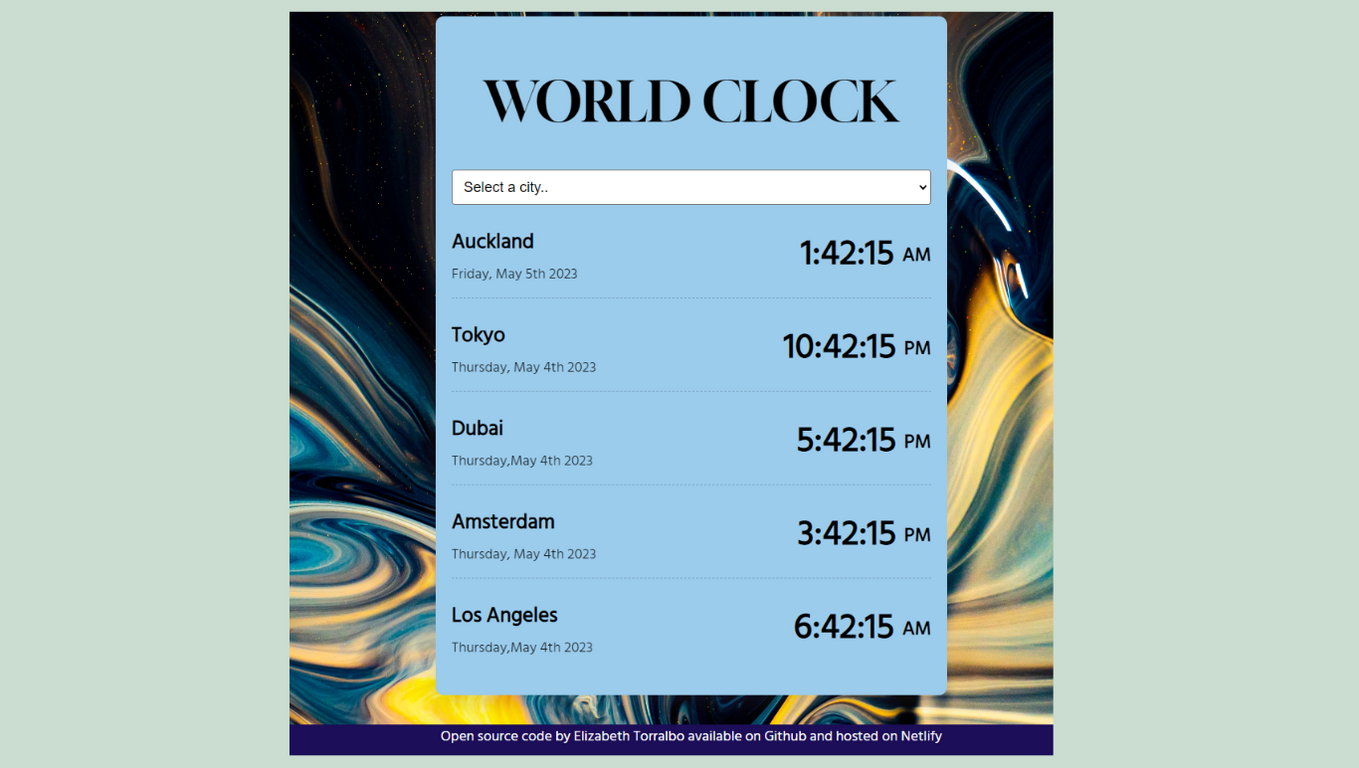 WORLD CLOCK
Select a city..
Auckland
1:42:15 AM
Friday, May 5th 2023
Tokyo
10:42:15 PM
Thursday, May 4th 2023
Dubai
5:42:15 PM
Thursday,May 4th 2023
Amsterdam
3:42:15 PM
Thursday, May 4th 2023
Los Angeles
6:42:15 AM
Thursday,May 4th 2023
Open source code by Elizabeth Torralbo available on Github and hosted on Netlify